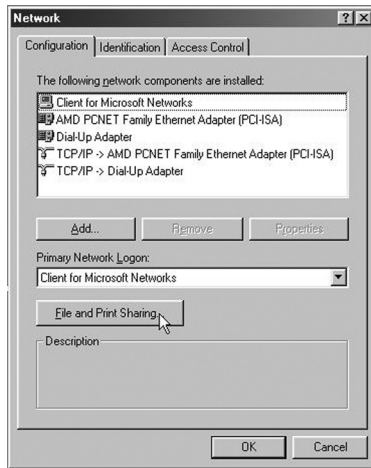 Network
Configuration Identification Access Control
The following network components are installed:
Client for Microsoft Networks
AMD PCNET Family Ethernet Adapter (PCI-ISA)
Dial-Up Adapter
TCP/IP -> AMD PCNET Family Ethernet Adapter (PCI-ISA)
TCP/IP -> Dial-Up Adapter
Add... Remove Properties
Primary Network Logon:
Client for Microsoft Networks
File and Print Sharing...
Description
OK Cancel